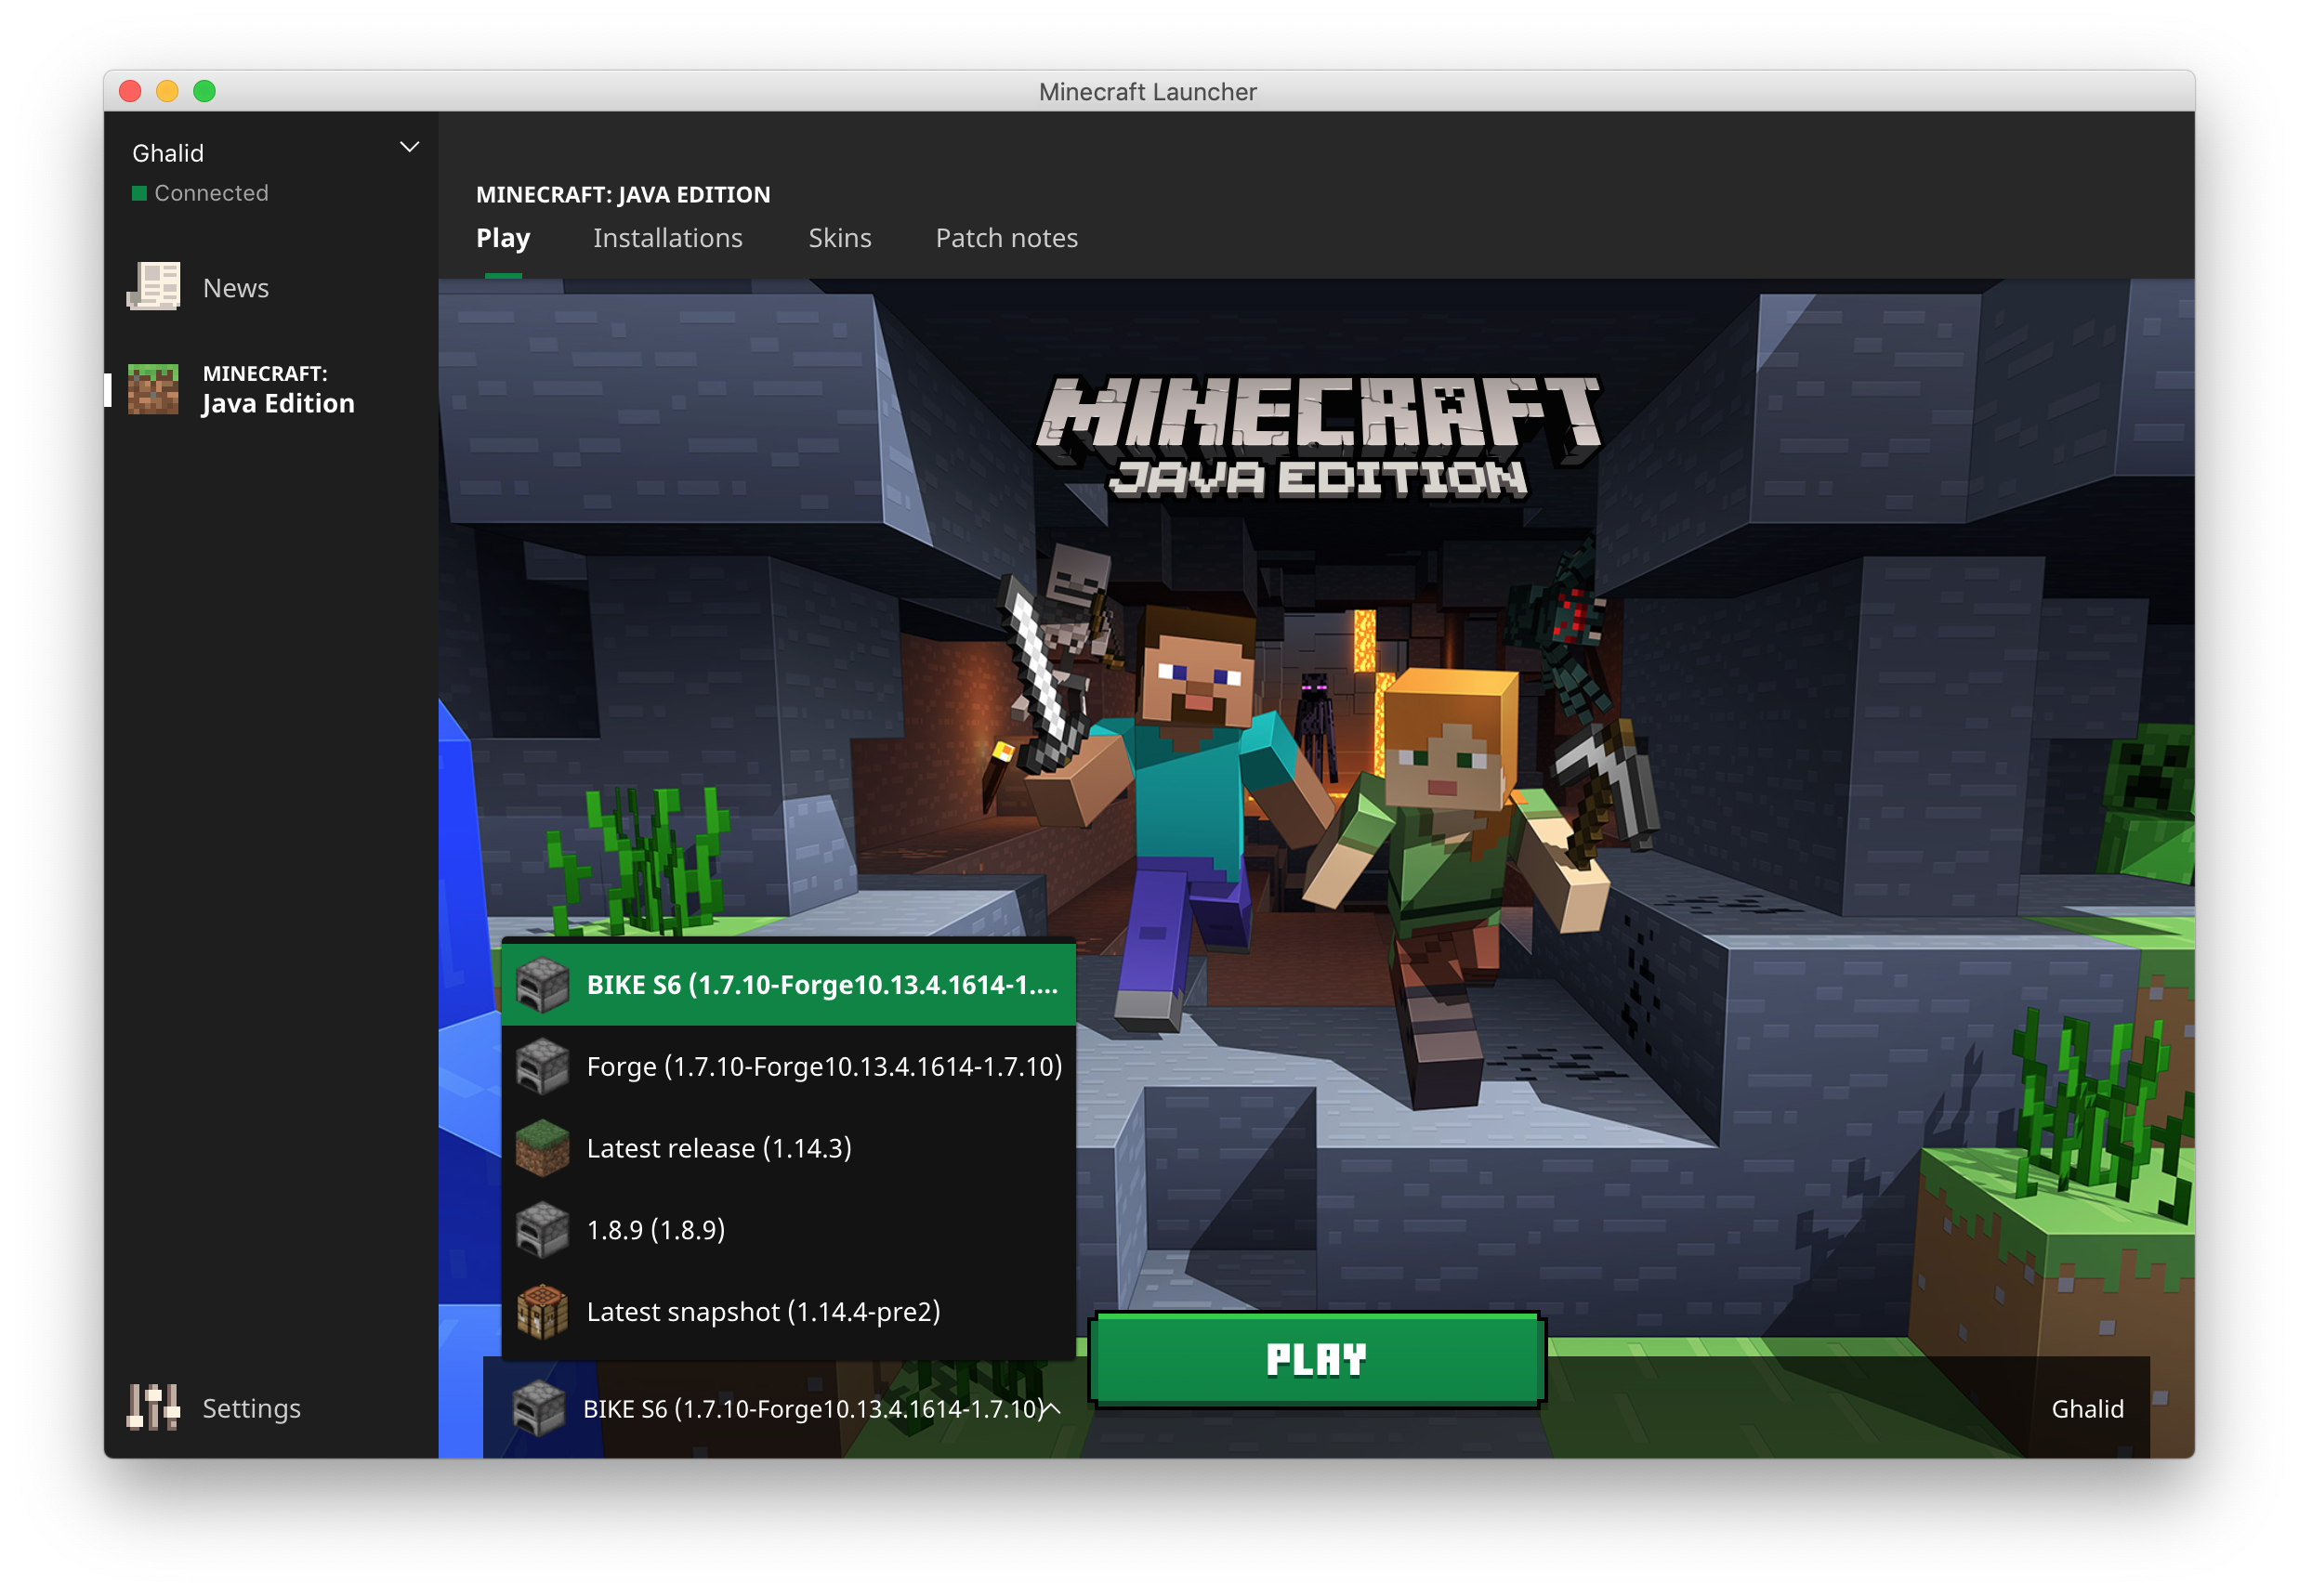 Minecraft Launcher
Ghalid
Connected
News
MINECRAFT:
Java Edition
Settings
MINECRAFT: JAVA EDITION
Play Installations Skins Patch notes
MINECRAFT
JAVA EDITION
BIKE S6 (1.7.10-Forge10.13.4.1614-1....
Forge (1.7.10-Forge10.13.4.1614-1.7.10)
Latest release (1.14.3)
1.8.9 (1.8.9)
Latest snapshot (1.14.4-pre2)
BIKE S6 (1.7.10-Forge10.13.4.1614-1.7.10)
PLAY
Ghalid